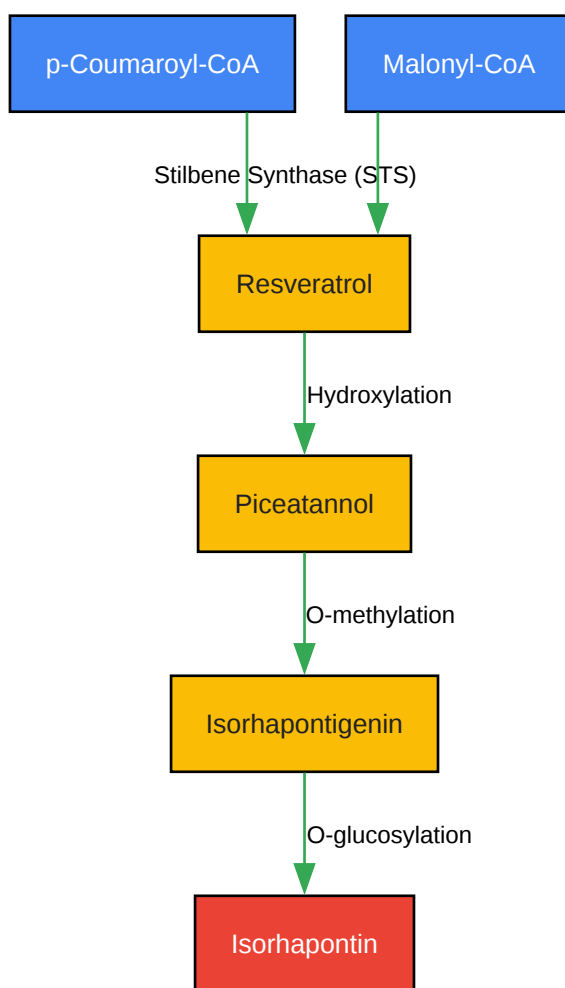 p-Coumaroyl-CoA
Malonyl-CoA
Stilbene Synthase (STS)
Resveratrol
Hydroxylation
Piceatannol
O-methylation
Isorhapontigenin
O-glucosylation
Isorhapontin